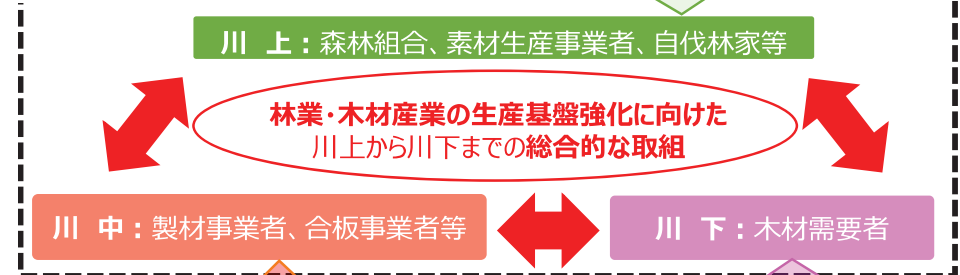 川　上：森林組合、素材生産事業者、自伐林家等
林業・木材産業の生産基盤強化に向けた
川上から川下までの総合的な取組
川　中：製材事業者、合板事業者等
川　下：木材需要者